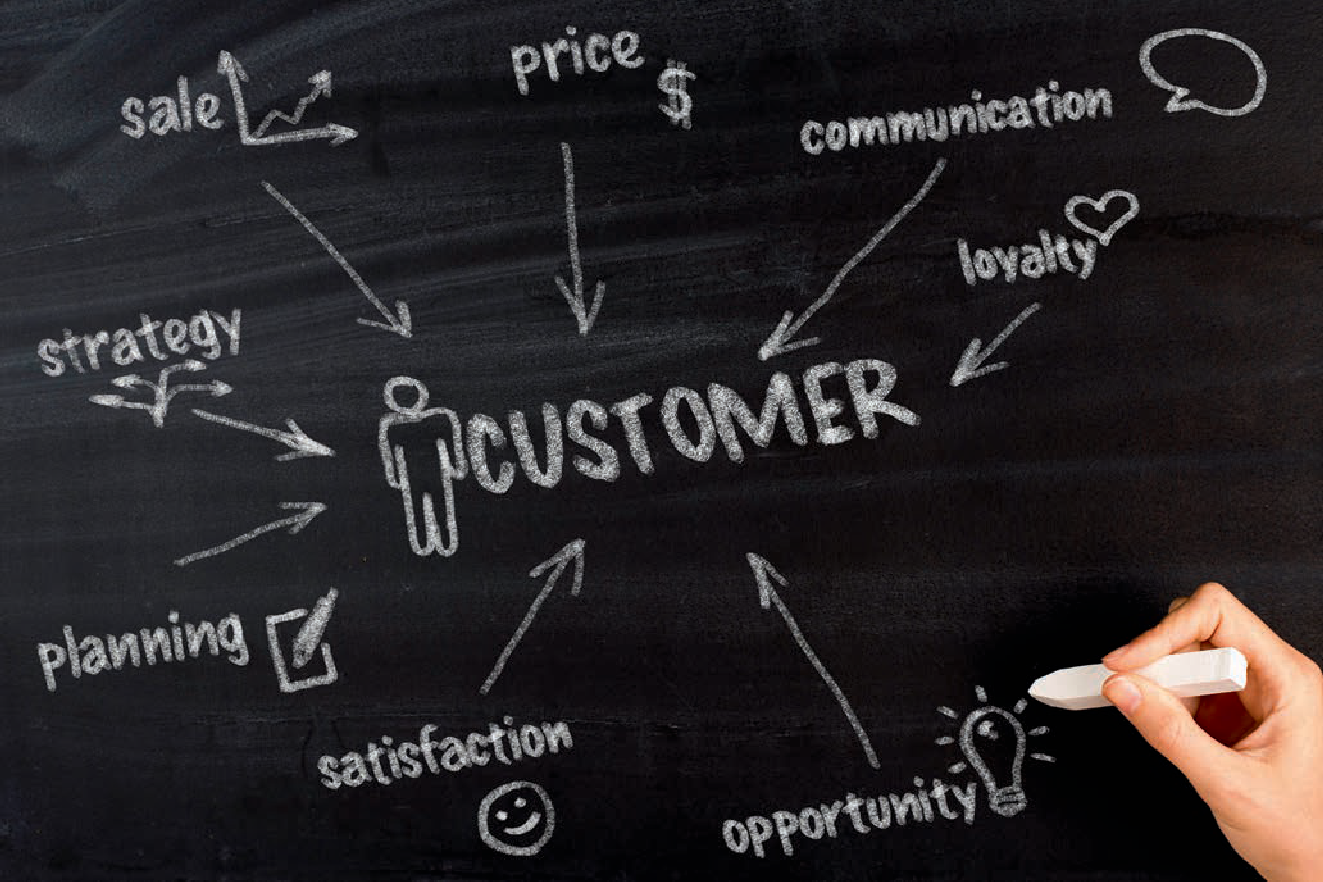 sale
price
$
communication
loyalty
strategy
CUSTOMER
planning
satisfaction
opportunity